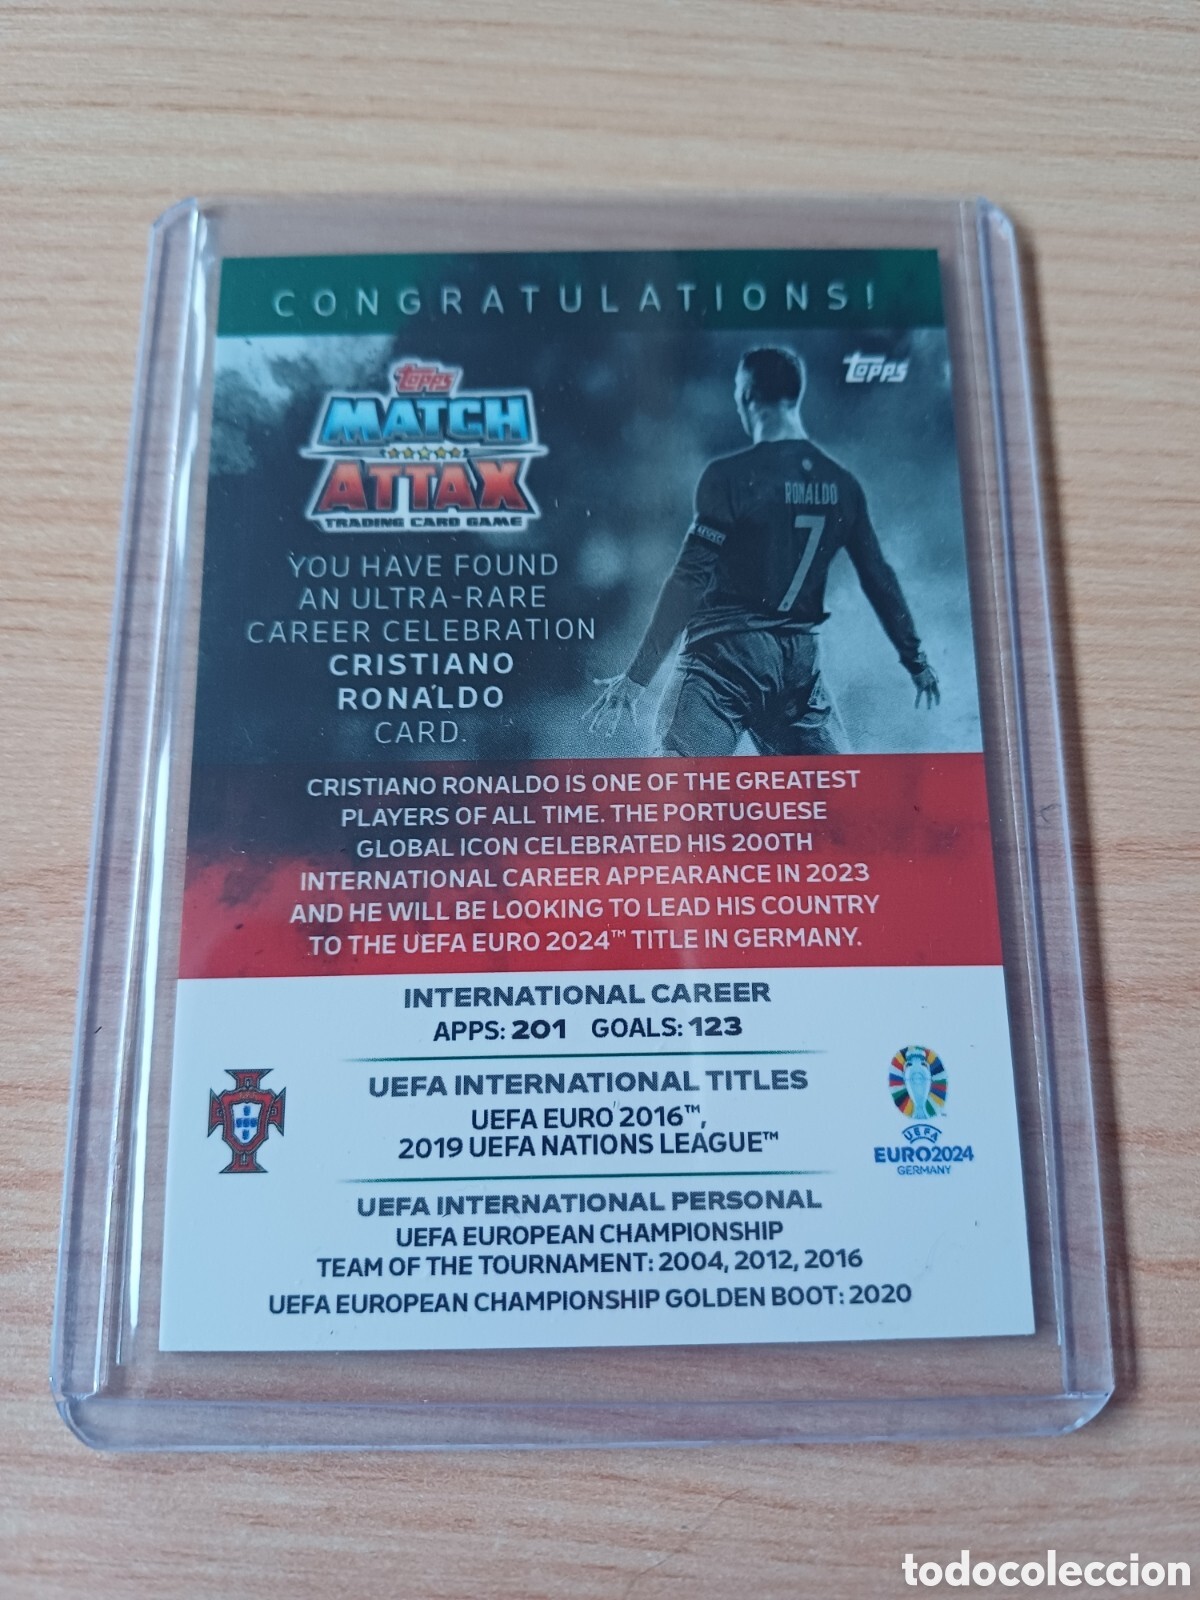 CONGRATULATIONS!
topps
topps
MATCH
ATTAX
TRADING CARD GAME
RONALDO
7
YOU HAVE FOUND
AN ULTRA-RARE
CAREER CELEBRATION
CRISTIANO
RONALDO
CARD.
CRISTIANO RONALDO IS ONE OF THE GREATEST
PLAYERS OF ALL TIME. THE PORTUGUESE
GLOBAL ICON CELEBRATED HIS 200TH
INTERNATIONAL CAREER APPEARANCE IN 2023
AND HE WILL BE LOOKING TO LEAD HIS COUNTRY
TO THE UEFA EURO 2024™ TITLE IN GERMANY.
INTERNATIONAL CAREER
APPS: 201 GOALS: 123
UEFA INTERNATIONAL TITLES
UEFA EURO 2016™,
2019 UEFA NATIONS LEAGUE™
UEFA
EURO2024
GERMANY
UEFA INTERNATIONAL PERSONAL
UEFA EUROPEAN CHAMPIONSHIP
TEAM OF THE TOURNAMENT: 2004, 2012, 2016
UEFA EUROPEAN CHAMPIONSHIP GOLDEN BOOT: 2020
todocoleccion